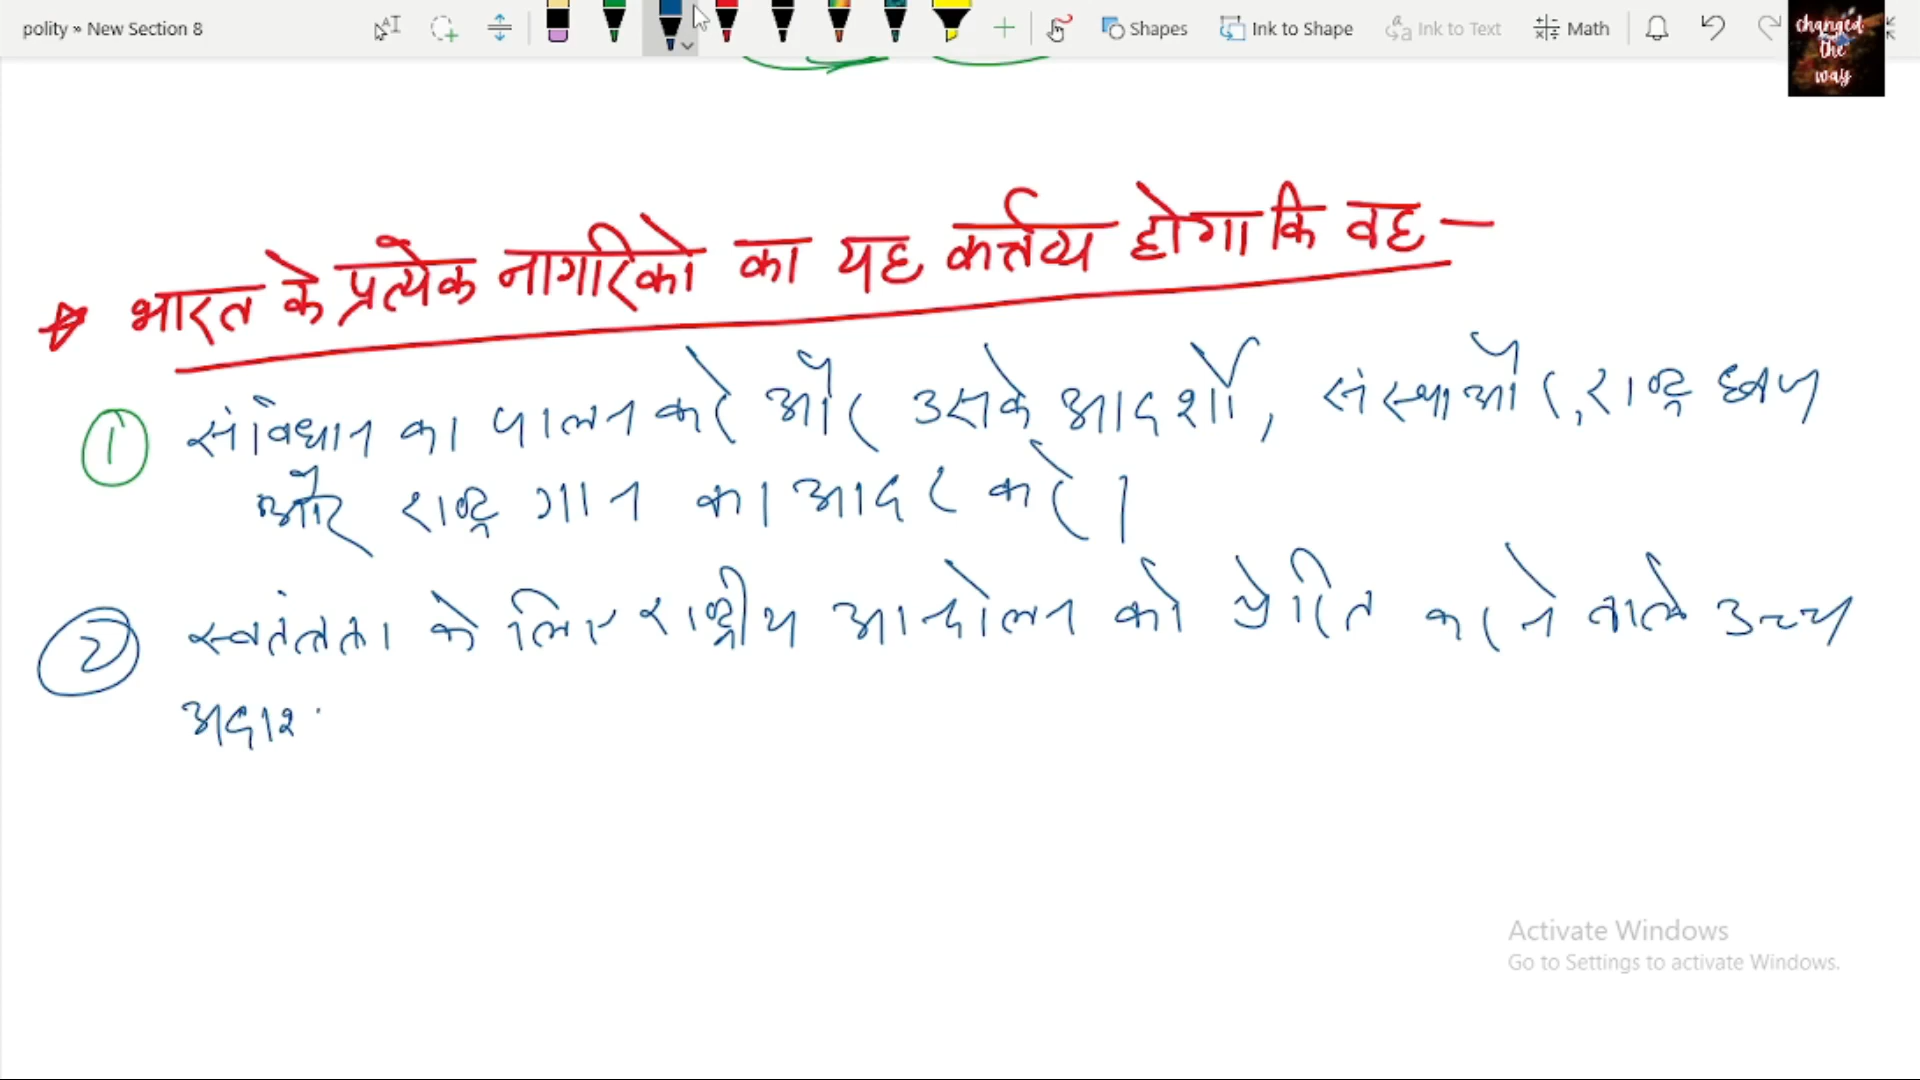 polity » New Section 8
Shapes
Ink to Shape
Ink to Text
Math
changed
the
way
भारत के प्रत्येक नागरिको का यह कर्त्तव्य होगा कि वह —
① संविधान का पालन करे और उसके आदर्शो, संस्थाओ, राष्ट्र ध्वज
और राष्ट्र गान का आदर करे।
② स्वतंत्रता के लिए राष्ट्रीय आन्दोलन को प्रेरित करने वाले उच्च
अदाश
Activate Windows
Go to Settings to activate Windows.